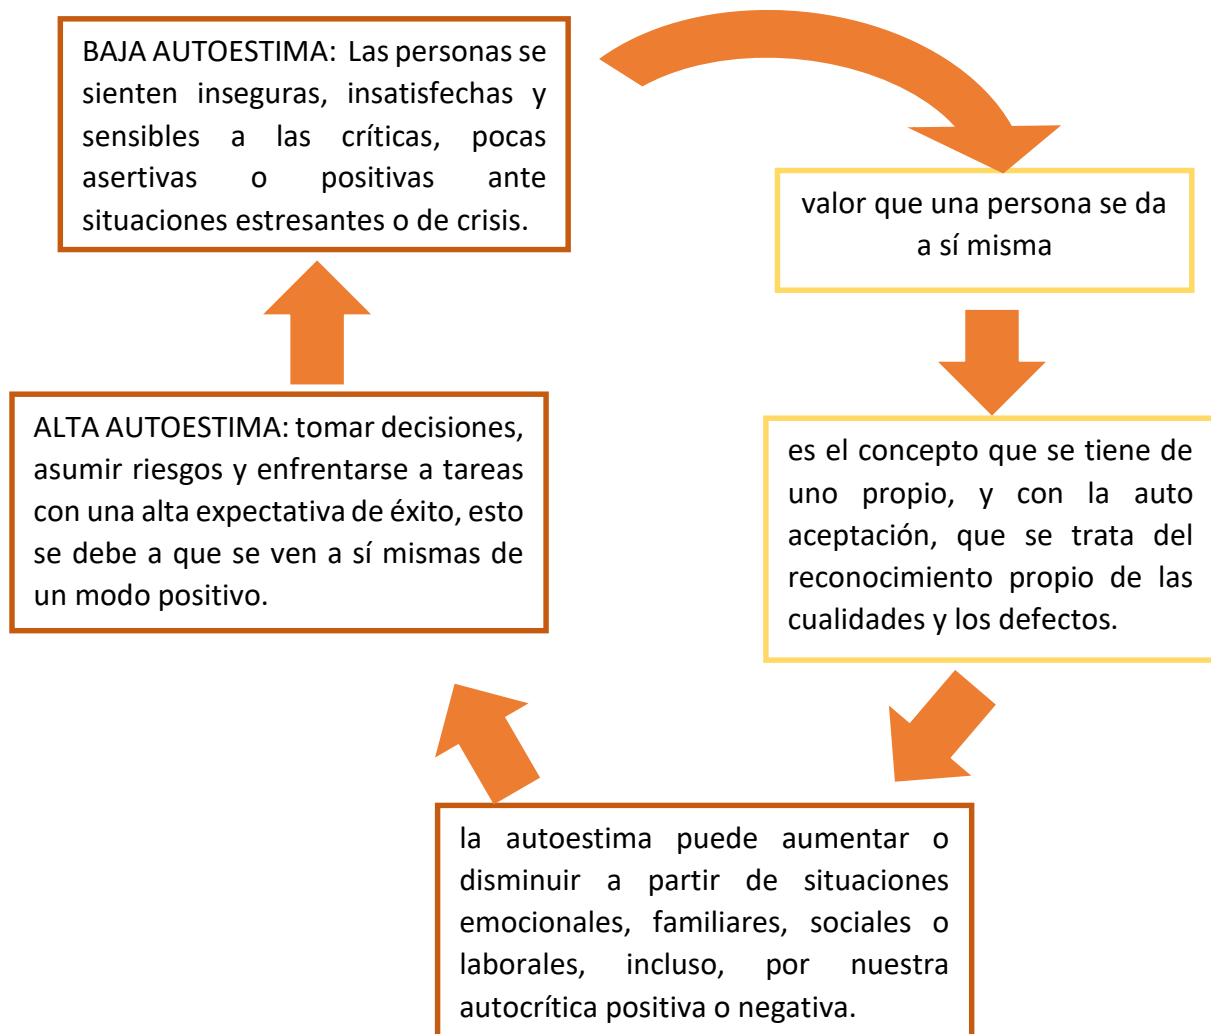 BAJA AUTOESTIMA: Las personas se
sienten inseguras, insatisfechas y
sensibles a las críticas, pocas
asertivas o positivas ante
situaciones estresantes o de crisis.
valor que una persona se da
a sí misma
es el concepto que se tiene de
uno propio, y con la auto
aceptación, que se trata del
reconocimiento propio de las
cualidades y los defectos.
la autoestima puede aumentar o
disminuir a partir de situaciones
emocionales, familiares, sociales o
laborales, incluso, por nuestra
autocrítica positiva o negativa.
ALTA AUTOESTIMA: tomar decisiones,
asumir riesgos y enfrentarse a tareas
con una alta expectativa de éxito, esto
se debe a que se ven a sí mismas de
un modo positivo.